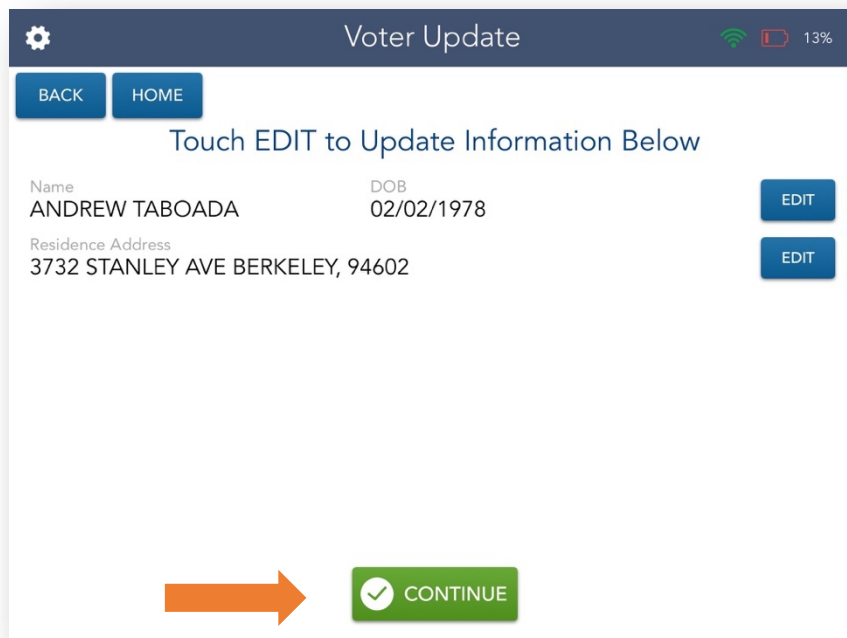 Voter Update
13%
BACK HOME
Touch EDIT to Update Information Below
Name DOB
ANDREW TABOADA 02/02/1978 EDIT
Residence Address
3732 STANLEY AVE BERKELEY, 94602 EDIT
CONTINUE